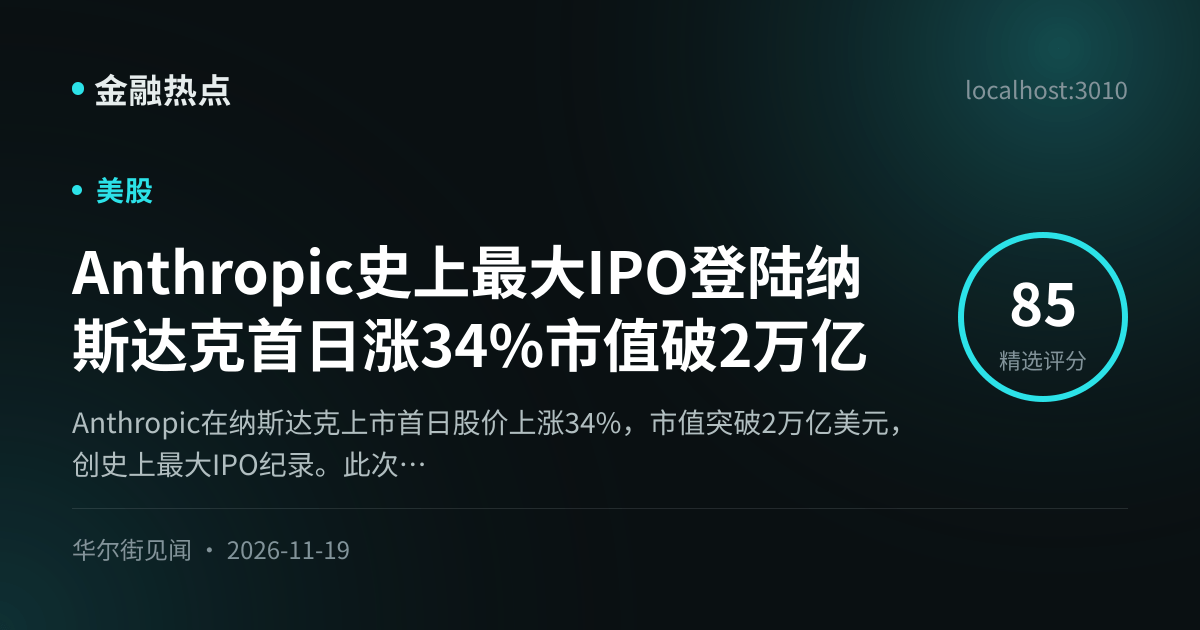 金融热点
localhost:3010
美股
Anthropic史上最大IPO登陆纳
斯达克首日涨34%市值破2万亿
85
精选评分
Anthropic在纳斯达克上市首日股价上涨34%，市值突破2万亿美元，
创史上最大IPO纪录。此次…
华尔街见闻 · 2026-11-19